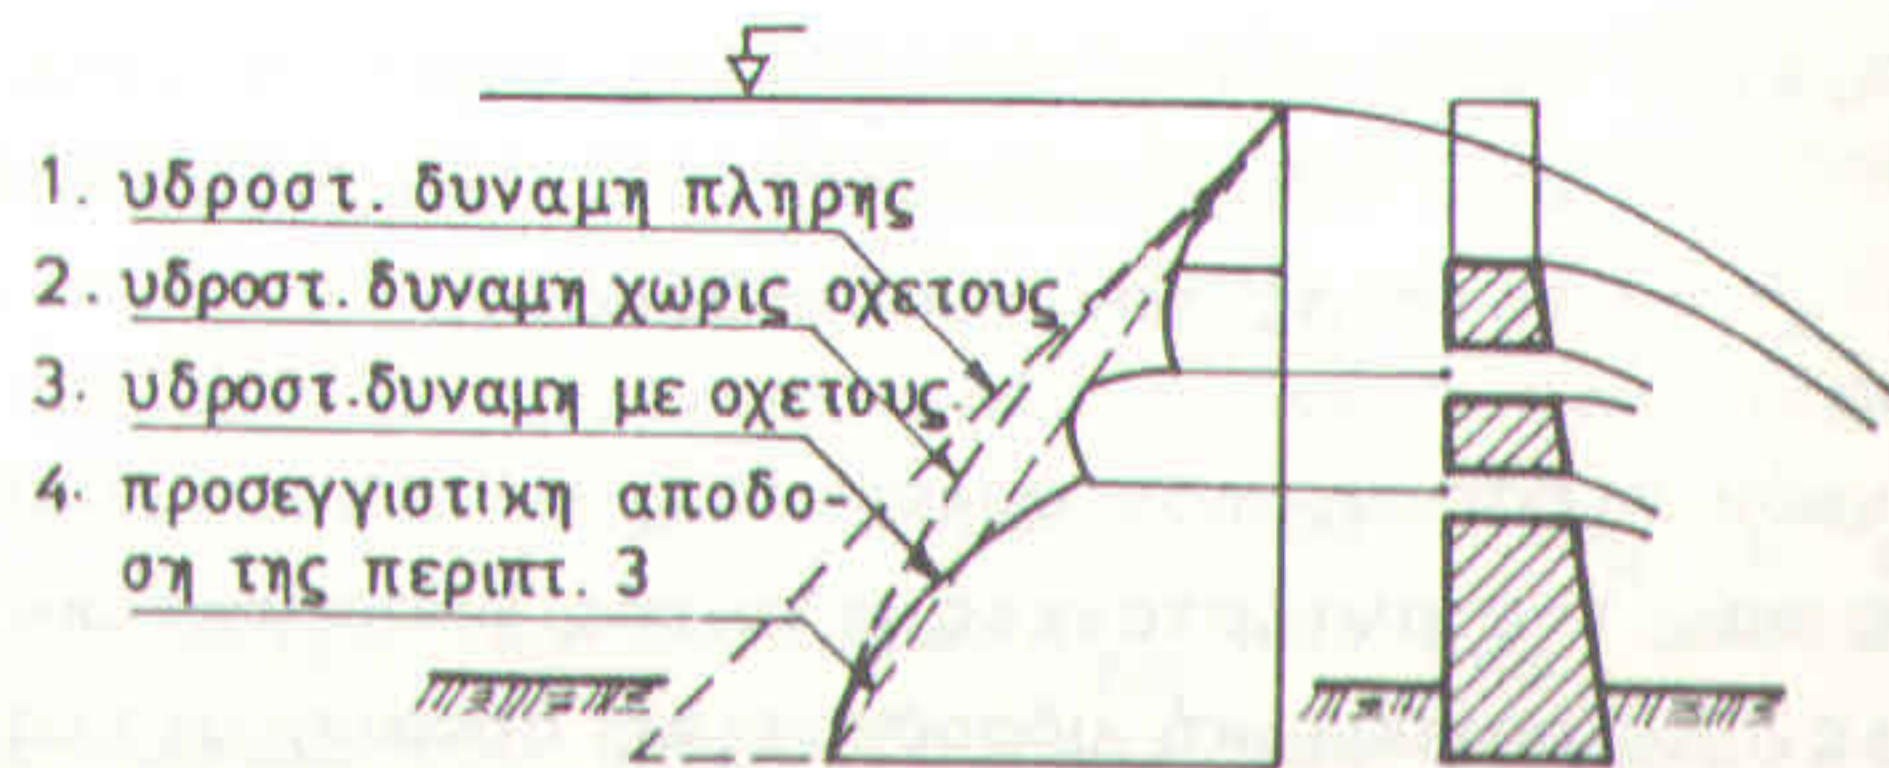 1. υδροστ. δυναμη πληρης
2. υδροστ. δυναμη χωρις οχετους
3. υδροστ.δυναμη με οχετους.
4. προσεγγιστικη αποδο-
ση της περιπτ. 3